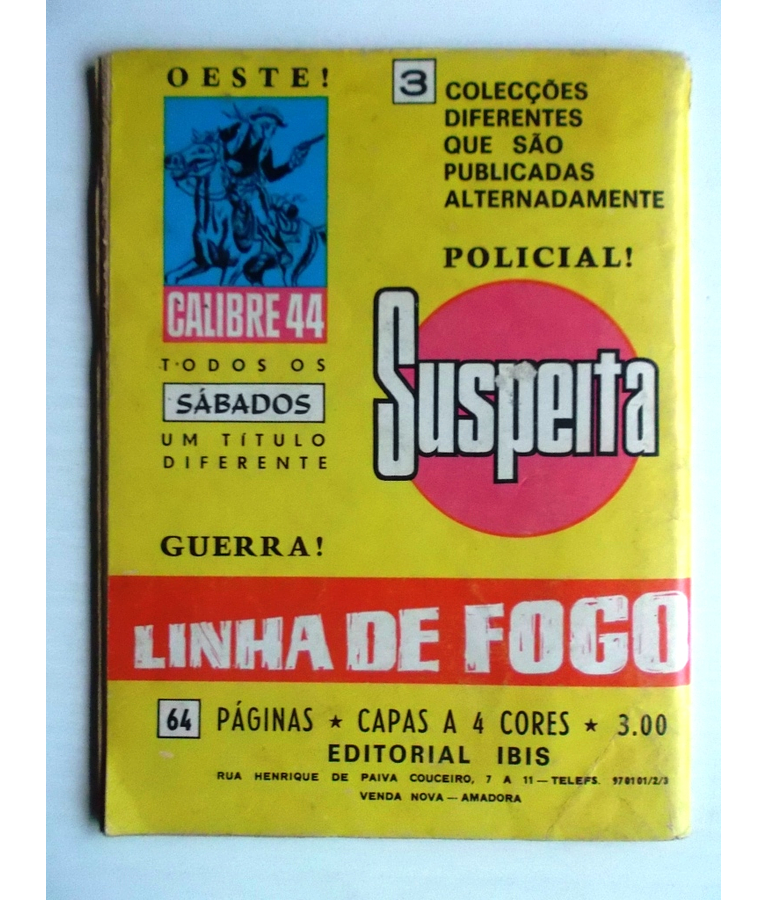 OESTE!
CALIBRE 44
TODOS OS
SÁBADOS
UM TÍTULO
DIFERENTE
3
COLECÇÕES
DIFERENTES
QUE SÃO
PUBLICADAS
ALTERNADAMENTE
POLICIAL!
Suspeita
GUERRA!
LINHA DE FOGO
64 PÁGINAS ★ CAPAS A 4 CORES ★ 3.00
EDITORIAL IBIS
RUA HENRIQUE DE PAIVA COUCEIRO, 7 A 11 — TELEFS. 970101/2/3
VENDA NOVA — AMADORA